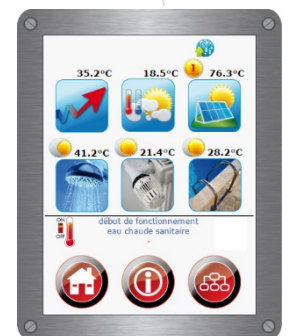 1
35.2°C 18.5°C 76.3°C
41.2°C 21.4°C 28.2°C
ON
OFF
début de fonctionnement
eau chaude sanitaire
-